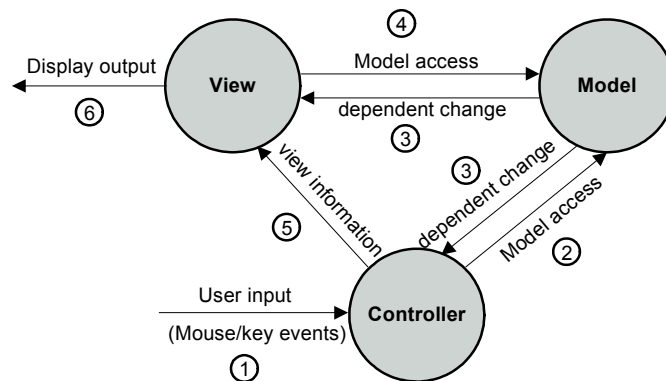 ④
Display output
View
Model access
Model
⑥
dependent change
③
③
view information
dependent change
Model access
⑤
②
User input
Controller
(Mouse/key events)
①